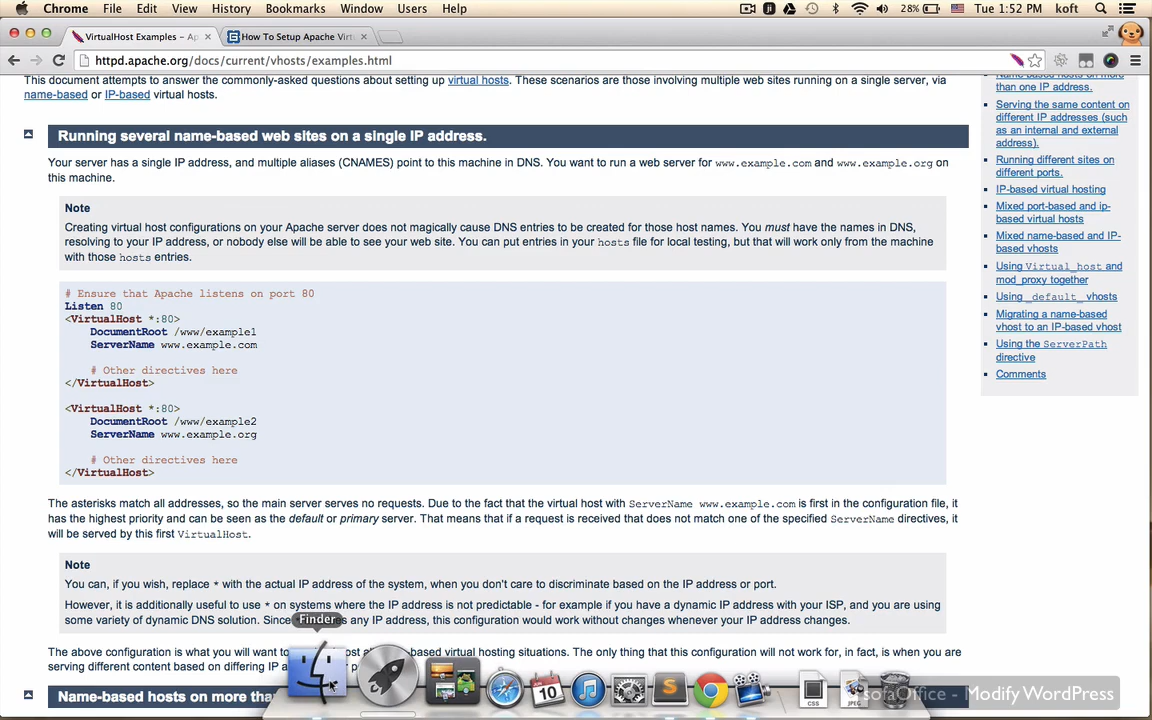 Chrome File Edit View History Bookmarks Window Users Help 28% Tue 1:52 PM koft
VirtualHost Examples – Ap × How To Setup Apache Virtu ×
httpd.apache.org/docs/current/vhosts/examples.html
This document attempts to answer the commonly-asked questions about setting up virtual hosts. These scenarios are those involving multiple web sites running on a single server, via
name-based or IP-based virtual hosts.
Running several name-based web sites on a single IP address.
Your server has a single IP address, and multiple aliases (CNAMES) point to this machine in DNS. You want to run a web server for www.example.com and www.example.org on
this machine.
Note
Creating virtual host configurations on your Apache server does not magically cause DNS entries to be created for those host names. You must have the names in DNS,
resolving to your IP address, or nobody else will be able to see your web site. You can put entries in your hosts file for local testing, but that will work only from the machine
with those hosts entries.
# Ensure that Apache listens on port 80
Listen 80
<VirtualHost *:80>
DocumentRoot /www/example1
ServerName www.example.com
# Other directives here
</VirtualHost>
<VirtualHost *:80>
DocumentRoot /www/example2
ServerName www.example.org
# Other directives here
</VirtualHost>
The asterisks match all addresses, so the main server serves no requests. Due to the fact that the virtual host with ServerName www.example.com is first in the configuration file, it
has the highest priority and can be seen as the default or primary server. That means that if a request is received that does not match one of the specified ServerName directives, it
will be served by this first VirtualHost.
Note
You can, if you wish, replace * with the actual IP address of the system, when you don't care to discriminate based on the IP address or port.
However, it is additionally useful to use * on systems where the IP address is not predictable - for example if you have a dynamic IP address with your ISP, and you are using
some variety of dynamic DNS solution. Since any IP address, this configuration would work without changes whenever your IP address changes.
The above configuration is what you will want to virtual hosting situations. The only thing that this configuration will not work for, in fact, is when you are
serving different content based on differing IP
Name-based hosts on more
Name-based hosts on more
than one IP address.
Serving the same content on
different IP addresses (such
as an internal and external
address).
Running different sites on
different ports.
IP-based virtual hosting
Mixed port-based and ip-
based virtual hosts
Mixed name-based and IP-
based vhosts
Using Virtual_host and
mod_proxy together
Using _default_ vhosts
Migrating a name-based
vhost to an IP-based vhost
Using the ServerPath
directive
Comments
Finder
10
CSS
JPEG
sofaOffice - Modify WordPress